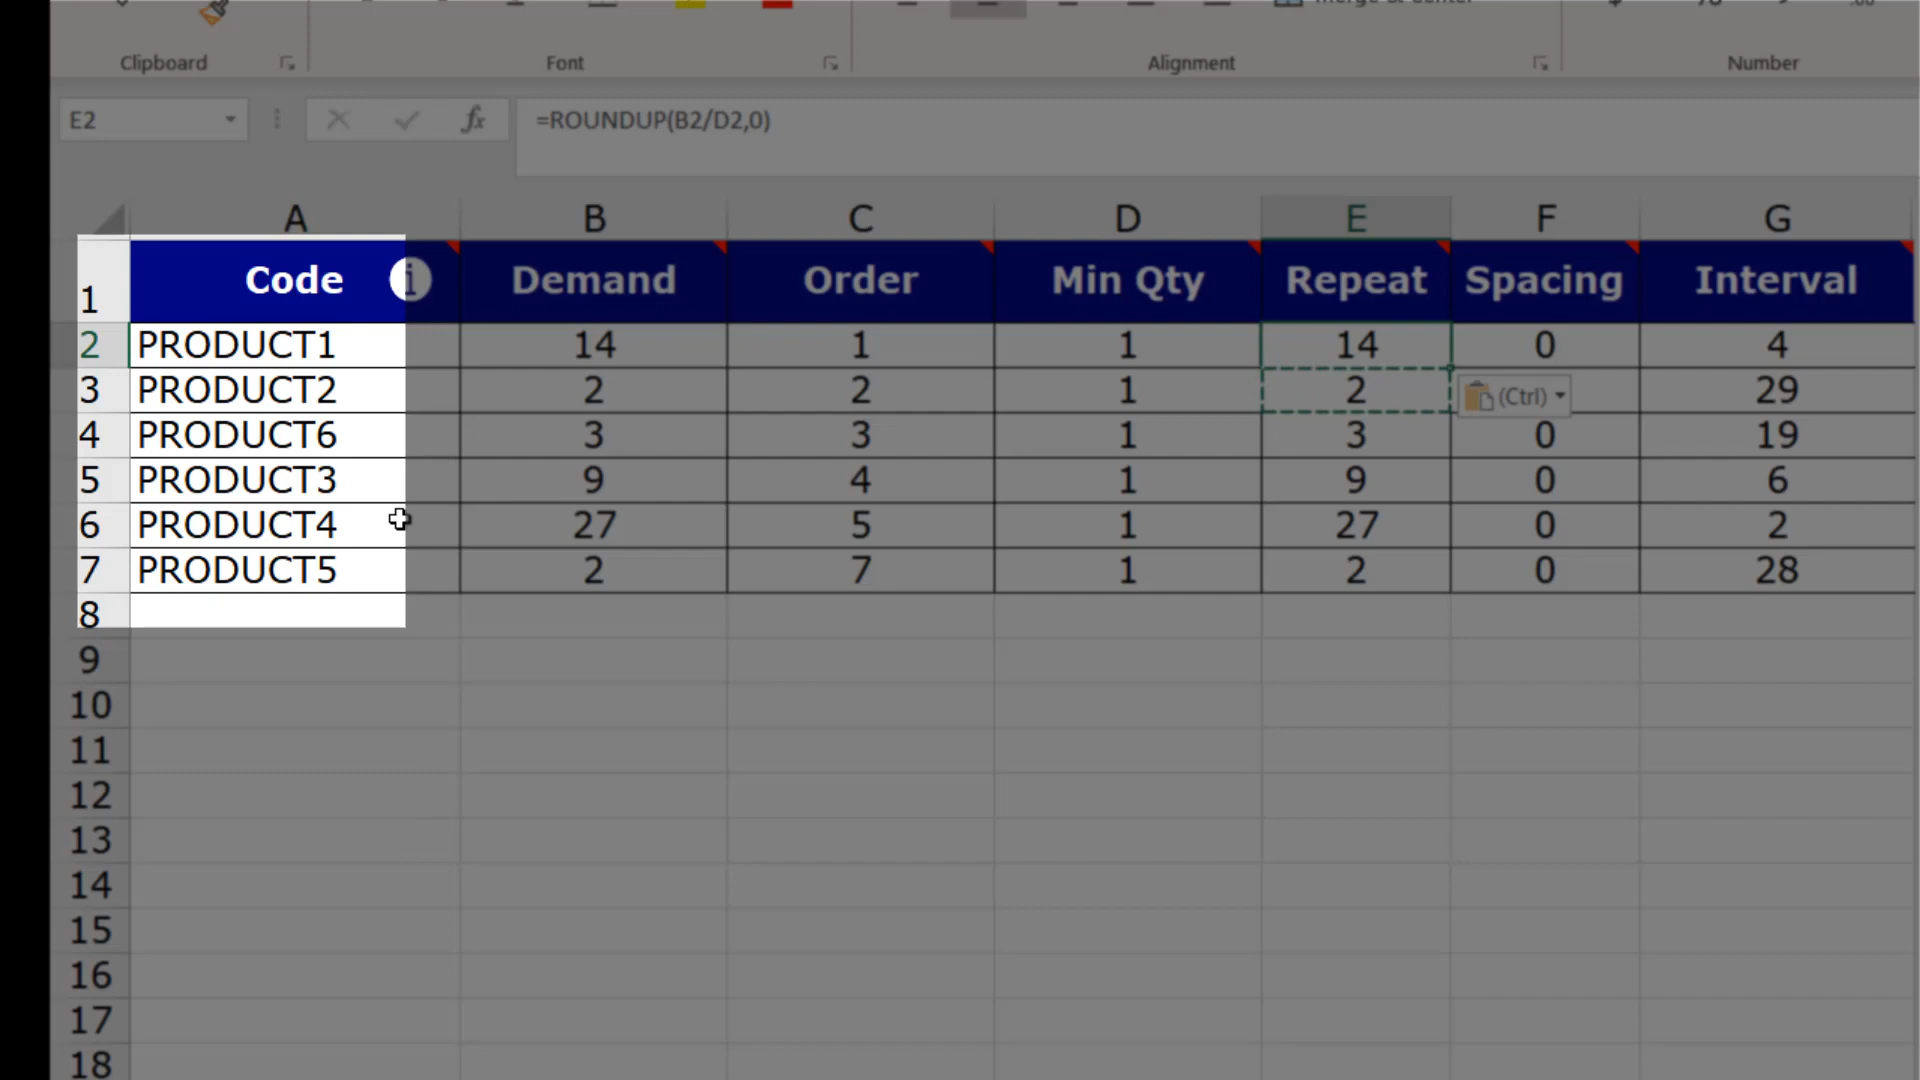 Clipboard Font Alignment Number
E2 fx =ROUNDUP(B2/D2,0)
A B C D E F G
1 Code i Demand Order Min Qty Repeat Spacing Interval
2 PRODUCT1 14 1 1 14 0 4
3 PRODUCT2 2 2 1 2 (Ctrl) 29
4 PRODUCT6 3 3 1 3 0 19
5 PRODUCT3 9 4 1 9 0 6
6 PRODUCT4 27 5 1 27 0 2
7 PRODUCT5 2 7 1 2 0 28
8
9
10
11
12
13
14
15
16
17
18